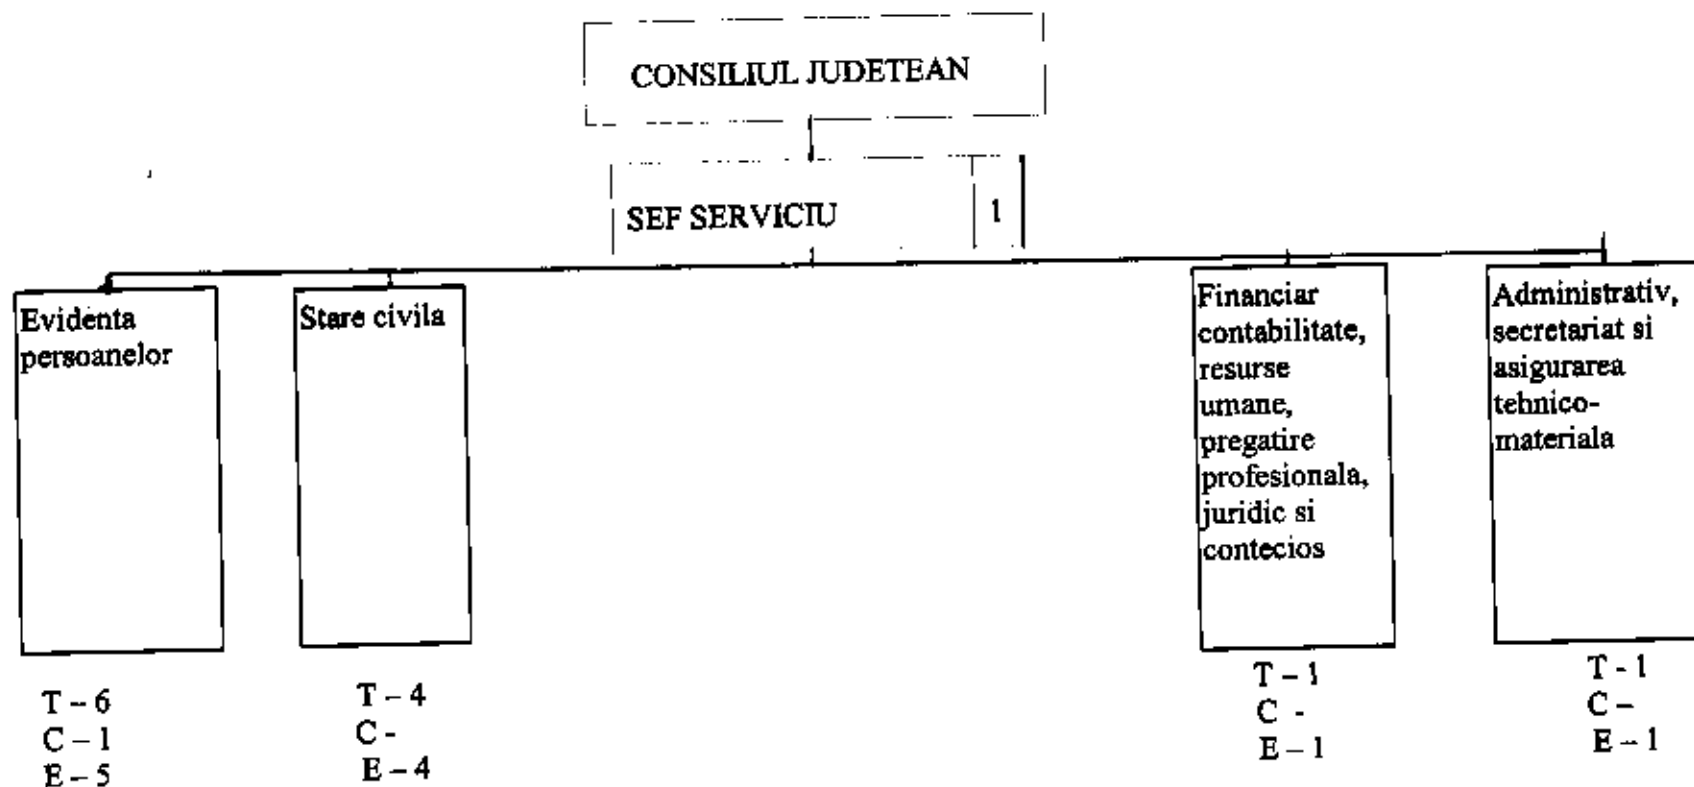 CONSILIUL JUDETEAN
SEF SERVICIU
1
Evidenta
persoanelor
T – 6
C – 1
E – 5
Stare civila
T – 4
C -
E – 4
Financiar
contabilitate,
resurse
umane,
pregatire
profesionala,
juridic si
contecios
T – 1
C -
E – 1
Administrativ,
secretariat si
asigurarea
tehnico-
materiala
T - 1
C –
E – 1